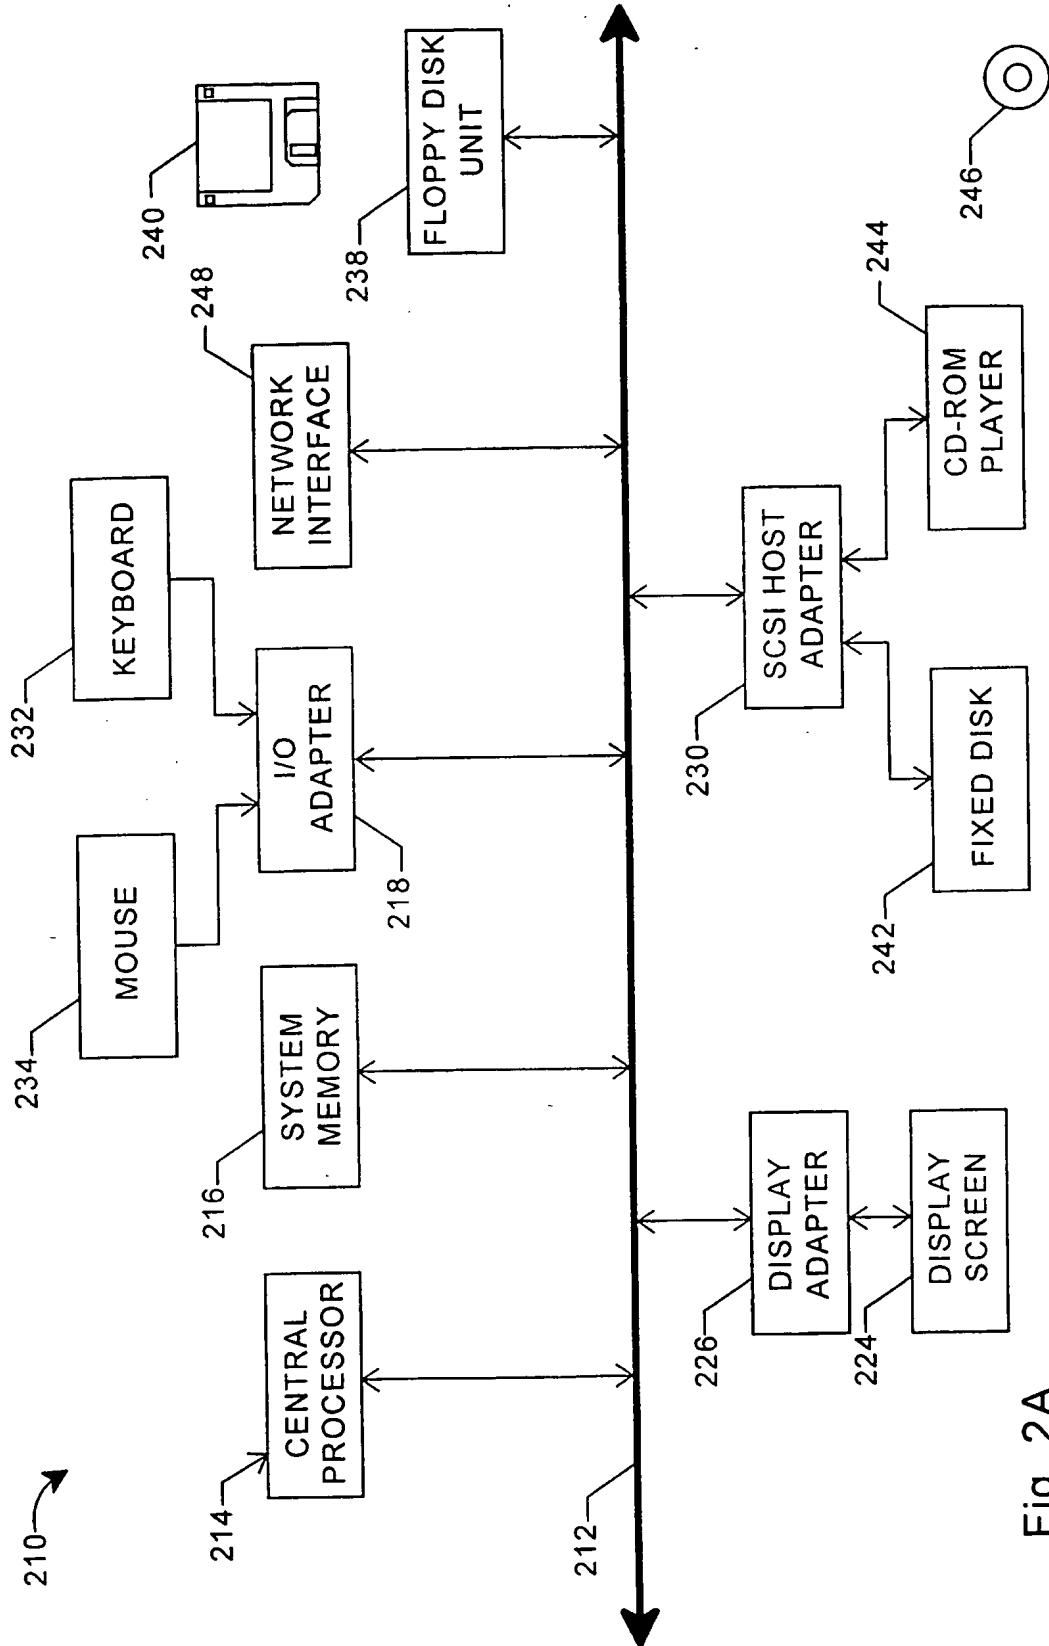 210
234
MOUSE
232
KEYBOARD
240
214
CENTRAL
PROCESSOR
216
SYSTEM
MEMORY
218
I/O
ADAPTER
248
NETWORK
INTERFACE
238
FLOPPY DISK
UNIT
212
226
DISPLAY
ADAPTER
230
SCSI HOST
ADAPTER
224
DISPLAY
SCREEN
242
FIXED DISK
244
CD-ROM
PLAYER
246
Fig. 2A